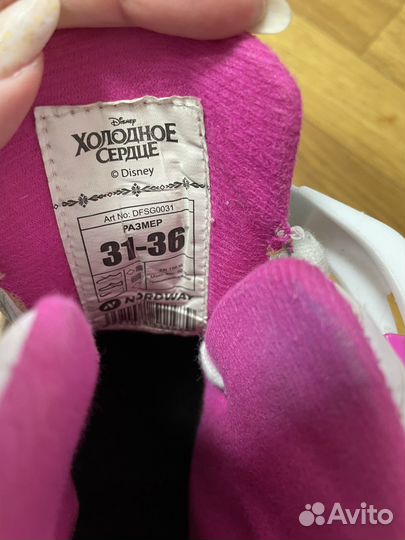 Disney
ХОЛОДНОЕ
СЕРДЦЕ
© Disney
Art No: DFSG0031
РАЗМЕР
31-36
NORDWAY
Avito